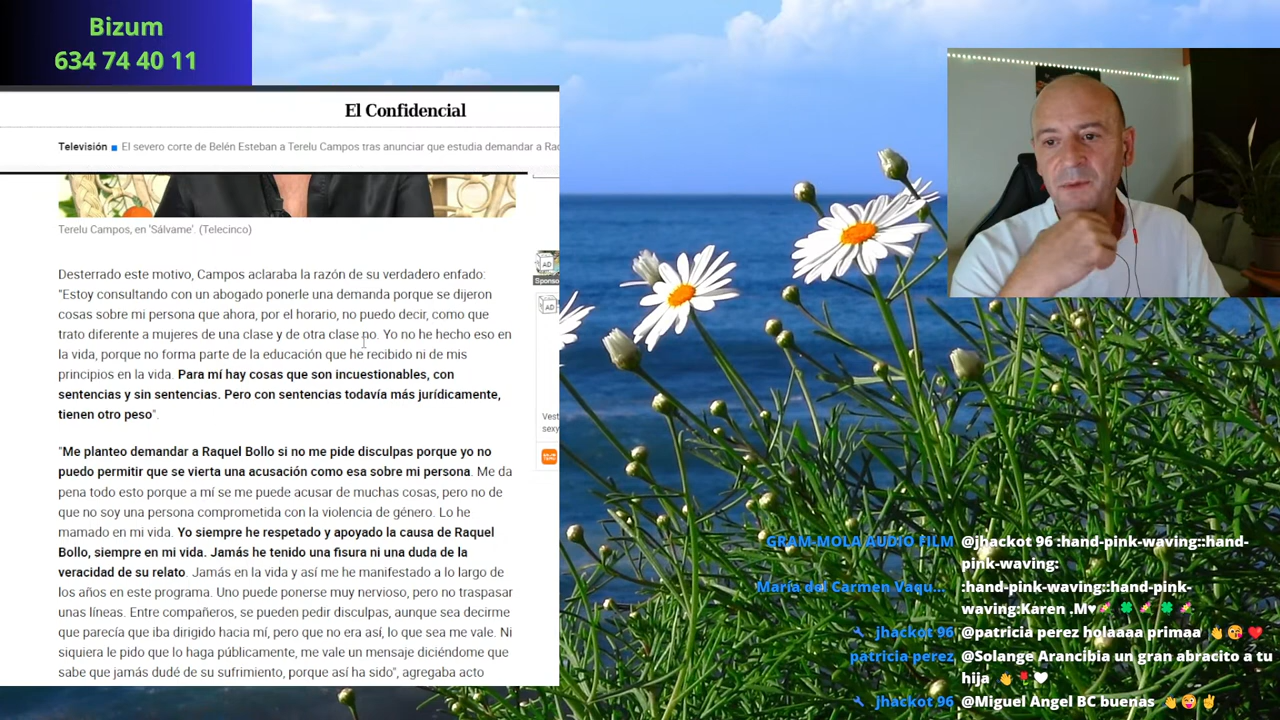 Bizum
634 74 40 11
El Confidencial
Televisión ■ El severo corte de Belén Esteban a Terelu Campos tras anunciar que estudia demandar a
Terelu Campos, en 'Sálvame'. (Telecinco)
Desterrado este motivo, Campos aclaraba la razón de su verdadero enfado:
"Estoy consultando con un abogado ponerle una demanda porque se dijeron
cosas sobre mi persona que ahora, por el horario, no puedo decir, como que
trato diferente a mujeres de una clase y de otra clase no. Yo no he hecho eso en
la vida, porque no forma parte de la educación que he recibido ni de mis
principios en la vida. Para mí hay cosas que son incuestionables, con
sentencias y sin sentencias. Pero con sentencias todavía más jurídicamente,
tienen otro peso".
"Me planteo demandar a Raquel Bollo si no me pide disculpas porque yo no
puedo permitir que se vierta una acusación como esa sobre mi persona. Me da
pena todo esto porque a mí se me puede acusar de muchas cosas, pero no de
que no soy una persona comprometida con la violencia de género. Lo he
mamado en mi vida. Yo siempre he respetado y apoyado la causa de Raquel
Bollo, siempre en mi vida. Jamás he tenido una fisura ni una duda de la
veracidad de su relato. Jamás en la vida y así me he manifestado a lo largo de
los años en este programa. Uno puede ponerse muy nervioso, pero no traspasar
unas líneas. Entre compañeros, se pueden pedir disculpas, aunque sea decirme
que parecía que iba dirigido hacia mí, pero que no era así, lo que sea me vale. Ni
siquiera le pido que lo haga públicamente, me vale un mensaje diciéndome que
sabe que jamás dudé de su sufrimiento, porque así ha sido", agregaba acto
AD
Sponso
AD
Vest
sexy
GRAM-MOLA AUDIO FILM @jhackot 96 :hand-pink-waving::hand-
pink-waving:
María del Carmen Vaqu... :hand-pink-waving::hand-pink-
waving:Karen .M♥🍬 🍀 🍬 🍀 🍬
jhackot 96 @patricia perez holaaaa primaa 👋😘❤️
patricia perez @Solange Arancibia un gran abracito a tu
hija 👋🌹🤍
jhackot 96 @Miguel Angel BC buenas 👋😜✌️